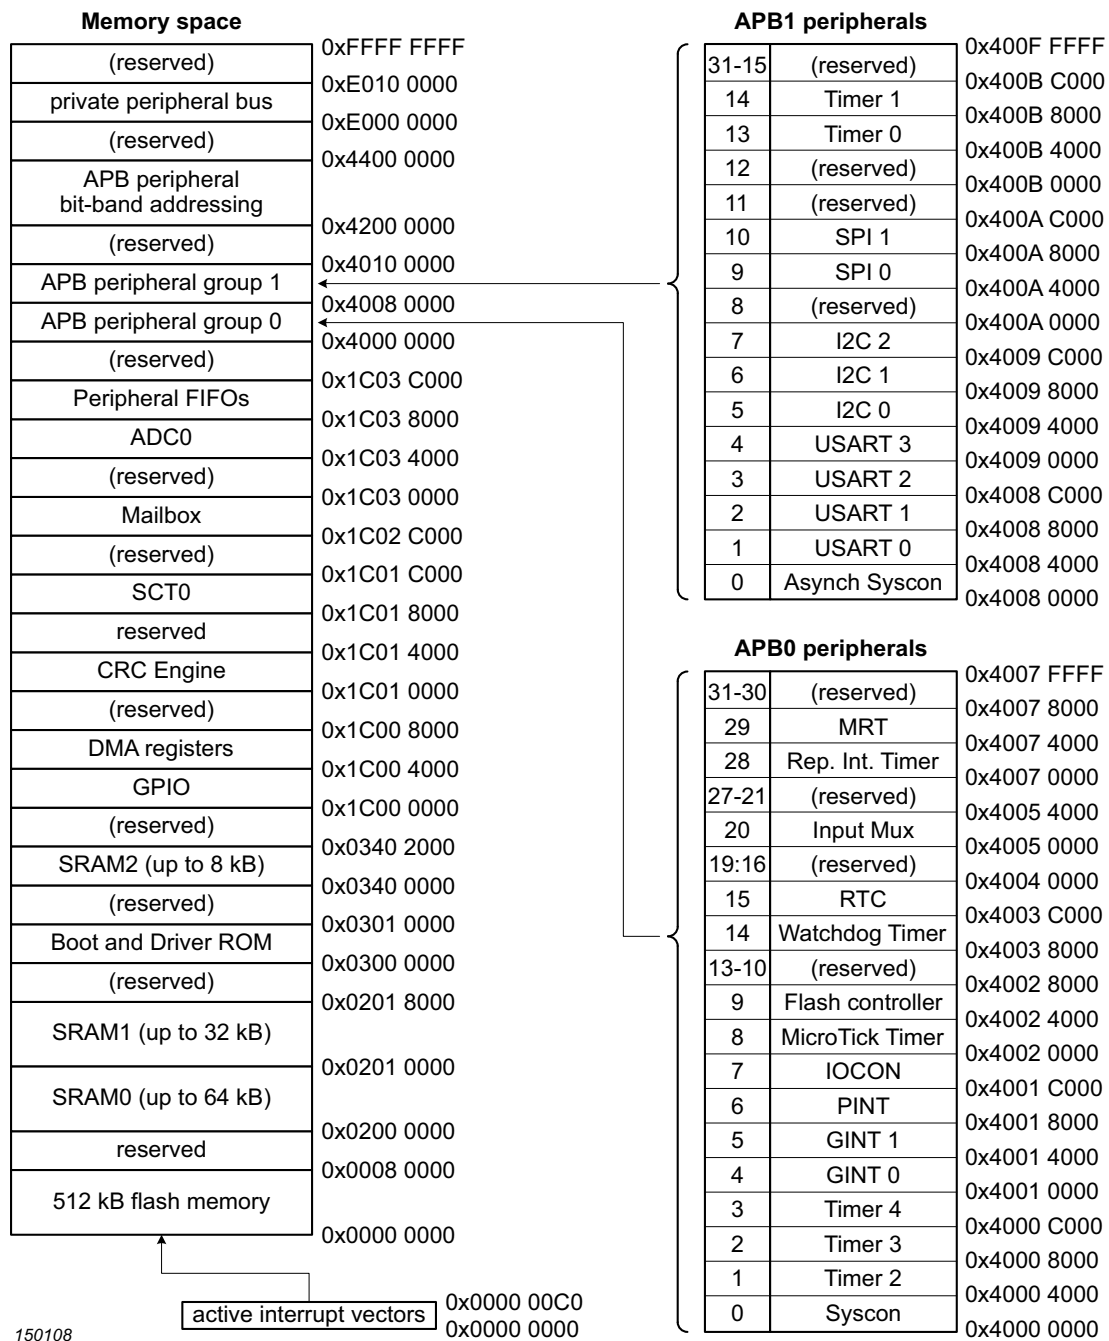 Memory space
0xFFFF FFFF
(reserved)
0xE010 0000
private peripheral bus
0xE000 0000
(reserved)
0x4400 0000
APB peripheral
bit-band addressing
0x4200 0000
(reserved)
0x4010 0000
APB peripheral group 1
0x4008 0000
APB peripheral group 0
0x4000 0000
(reserved)
0x1C03 C000
Peripheral FIFOs
0x1C03 8000
ADC0
0x1C03 4000
(reserved)
0x1C03 0000
Mailbox
0x1C02 C000
(reserved)
0x1C01 C000
SCT0
0x1C01 8000
reserved
0x1C01 4000
CRC Engine
0x1C01 0000
(reserved)
0x1C00 8000
DMA registers
0x1C00 4000
GPIO
0x1C00 0000
(reserved)
0x0340 2000
SRAM2 (up to 8 kB)
0x0340 0000
(reserved)
0x0301 0000
Boot and Driver ROM
0x0300 0000
(reserved)
0x0201 8000
SRAM1 (up to 32 kB)
0x0201 0000
SRAM0 (up to 64 kB)
0x0200 0000
reserved
0x0008 0000
512 kB flash memory
0x0000 0000
active interrupt vectors
0x0000 00C0
0x0000 0000
150108
APB1 peripherals
0x400F FFFF
31-15 (reserved)
0x400B C000
14 Timer 1
0x400B 8000
13 Timer 0
0x400B 4000
12 (reserved)
0x400B 0000
11 (reserved)
0x400A C000
10 SPI 1
0x400A 8000
9 SPI 0
0x400A 4000
8 (reserved)
0x400A 0000
7 I2C 2
0x4009 C000
6 I2C 1
0x4009 8000
5 I2C 0
0x4009 4000
4 USART 3
0x4009 0000
3 USART 2
0x4008 C000
2 USART 1
0x4008 8000
1 USART 0
0x4008 4000
0 Asynch Syscon
0x4008 0000
APB0 peripherals
0x4007 FFFF
31-30 (reserved)
0x4007 8000
29 MRT
0x4007 4000
28 Rep. Int. Timer
0x4007 0000
27-21 (reserved)
0x4005 4000
20 Input Mux
0x4005 0000
19:16 (reserved)
0x4004 0000
15 RTC
0x4003 C000
14 Watchdog Timer
0x4003 8000
13-10 (reserved)
0x4002 8000
9 Flash controller
0x4002 4000
8 MicroTick Timer
0x4002 0000
7 IOCON
0x4001 C000
6 PINT
0x4001 8000
5 GINT 1
0x4001 4000
4 GINT 0
0x4001 0000
3 Timer 4
0x4000 C000
2 Timer 3
0x4000 8000
1 Timer 2
0x4000 4000
0 Syscon
0x4000 0000